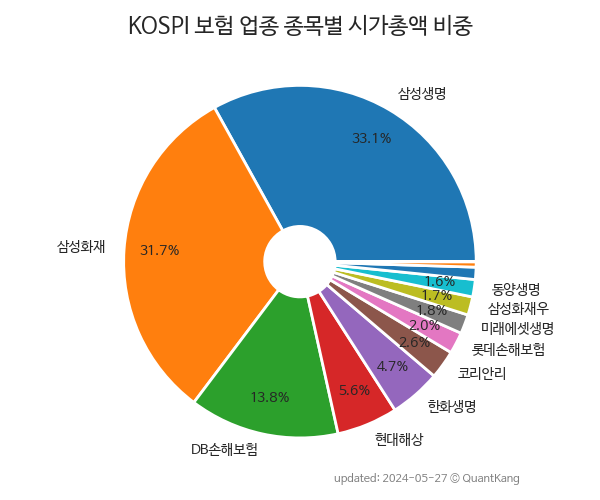 KOSPI 보험 업종 종목별 시가총액 비중
삼성생명
33.1%
삼성화재
31.7%
DB손해보험
13.8%
현대해상
5.6%
한화생명
4.7%
코리안리
2.6%
롯데손해보험
2.0%
미래에셋생명
1.8%
삼성화재우
1.7%
동양생명
1.6%
updated: 2024-05-27 © QuantKang